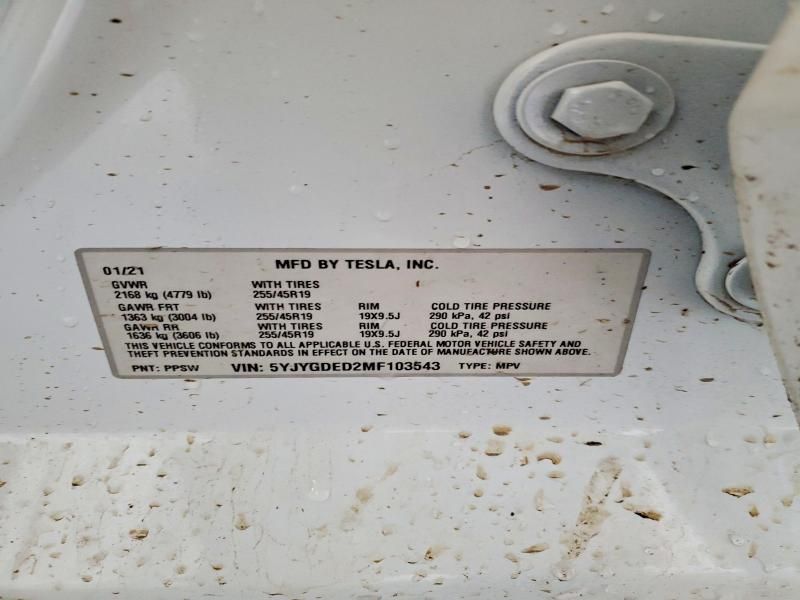 01/21 MFD BY TESLA, INC.
GVWR WITH TIRES
2168 kg (4779 lb) 255/45R19
GAWR FRT WITH TIRES RIM COLD TIRE PRESSURE
1363 kg (3004 lb) 255/45R19 19X9.5J 290 kPa, 42 psi
GAWR RR WITH TIRES RIM COLD TIRE PRESSURE
1636 kg (3606 lb) 255/45R19 19X9.5J 290 kPa, 42 psi
THIS VEHICLE CONFORMS TO ALL APPLICABLE U.S. FEDERAL MOTOR VEHICLE SAFETY AND
THEFT PREVENTION STANDARDS IN EFFECT ON THE DATE OF MANUFACTURE SHOWN ABOVE.
PNT: PPSW VIN: 5YJYGDED2MF103543 TYPE: MPV